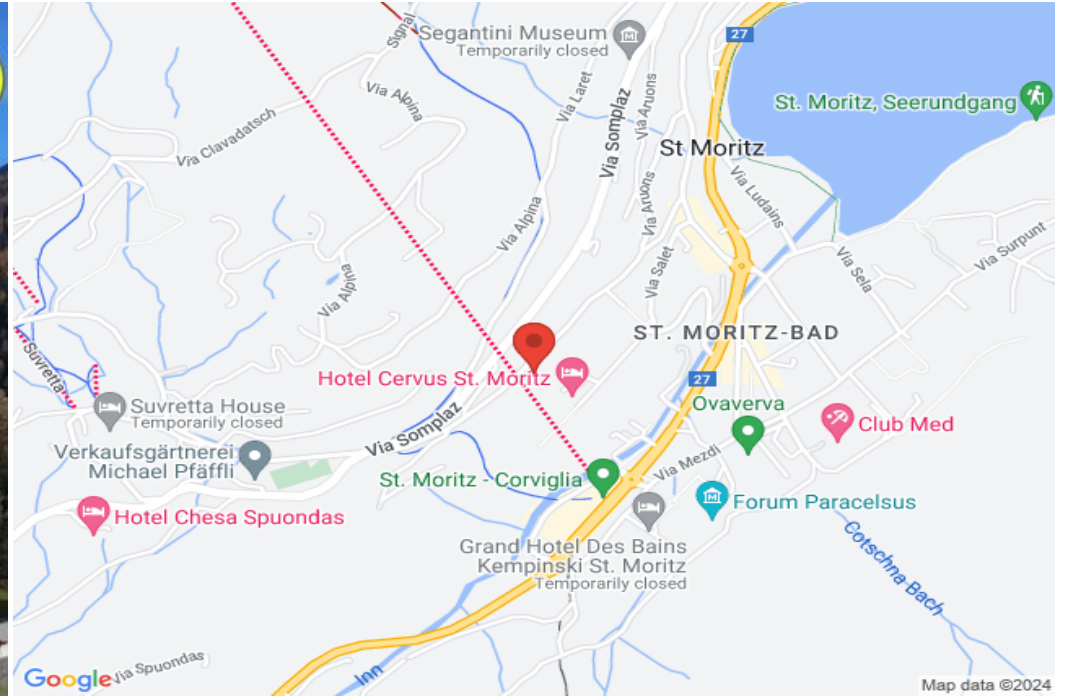 Signal
Segantini Museum
Temporarily closed
27
St. Moritz, Seerundgang
Via Alpina
Via Laret
Via Somplaz
Via Aruons
Via Clavadatsch
St Moritz
Via Ludains
Via Aruons
Via Alpina
Via Salet
Via Sela
Via Surpunt
Via Alpina
ST. MORITZ-BAD
Suvretta
Hotel Cervus St. Moritz
27
Suvretta House
Temporarily closed
Ovaverva
Club Med
Via Somplaz
Verkaufsgärtnerei
Michael Pfäffli
St. Moritz - Corviglia
Via Mezdi
Hotel Chesa Spuondas
Forum Paracelsus
Grand Hotel Des Bains
Kempinski St. Moritz
Temporarily closed
Cotschna Bach
Inn
Via Spuondas
Google
Map data ©2024